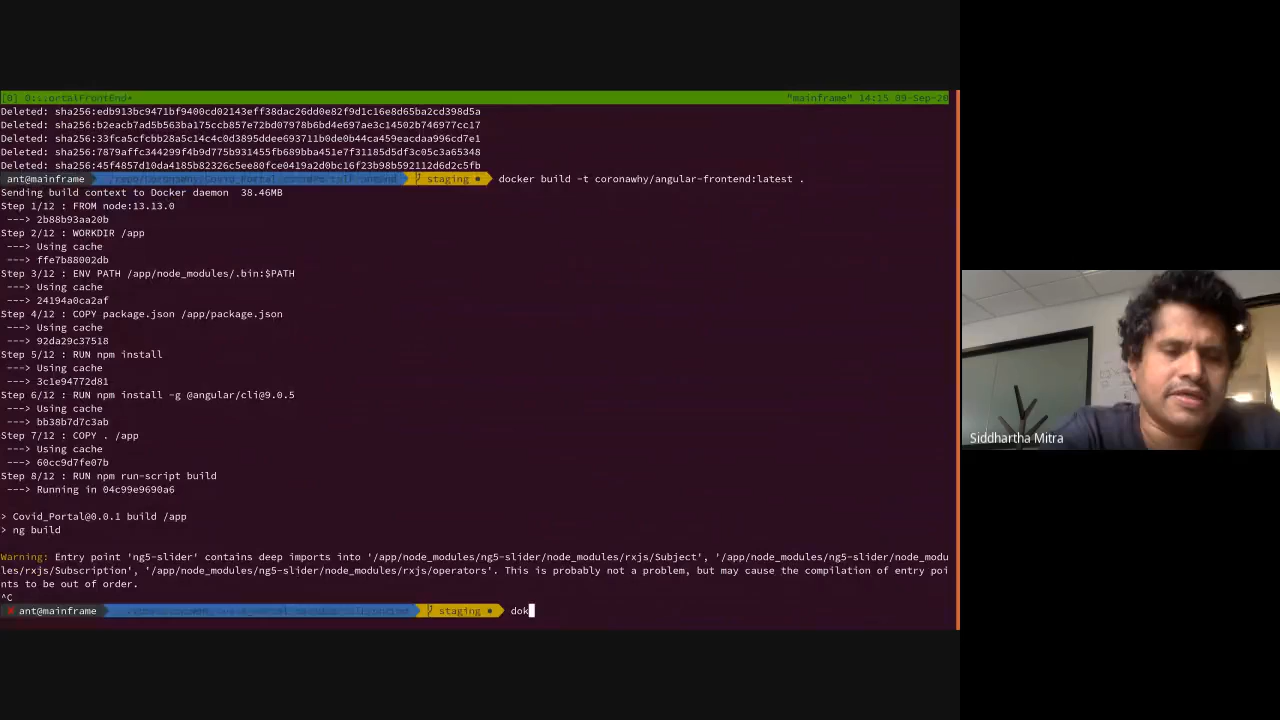 [0] 0:..ortalFrontEnd* "mainframe" 14:15 09-Sep-20
Deleted: sha256:edb913bc9471bf9400cd02143eff38dac26dd0e82f9d1c16e8d65ba2cd398d5a
Deleted: sha256:b2eacb7ad5b563ba175ccb857e72bd07978b6bd4e697ae3c14502b746977cc17
Deleted: sha256:33fca5cfcbb28a5c14c4c0d3895ddee693711b0de0b44ca459eacdaa996cd7e1
Deleted: sha256:7879affc344299f4b9d775b931455fb689bba451e7f31185d5df3c05c3a65348
Deleted: sha256:45f4857d10da4185b82326c5ee80fce0419a2d0bc16f23b98b592112d6d2c5fb
ant@mainframe staging docker build -t coronawhy/angular-frontend:latest .
Sending build context to Docker daemon 38.46MB
Step 1/12 : FROM node:13.13.0
---> 2b88b93aa20b
Step 2/12 : WORKDIR /app
---> Using cache
---> ffe7b88002db
Step 3/12 : ENV PATH /app/node_modules/.bin:$PATH
---> Using cache
---> 24194a0ca2af
Step 4/12 : COPY package.json /app/package.json
---> Using cache
---> 92da29c37518
Step 5/12 : RUN npm install
---> Using cache
---> 3c1e94772d81
Step 6/12 : RUN npm install -g @angular/cli@9.0.5
---> Using cache
---> bb38b7d7c3ab
Step 7/12 : COPY . /app
---> Using cache
---> 60cc9d7fe07b
Step 8/12 : RUN npm run-script build
---> Running in 04c99e9690a6
> Covid_Portal@0.0.1 build /app
> ng build
Warning: Entry point 'ng5-slider' contains deep imports into '/app/node_modules/ng5-slider/node_modules/rxjs/Subject', '/app/node_modules/ng5-slider/node_modu
les/rxjs/Subscription', '/app/node_modules/ng5-slider/node_modules/rxjs/operators'. This is probably not a problem, but may cause the compilation of entry poi
nts to be out of order.
^C
ant@mainframe staging dok
Siddhartha Mitra